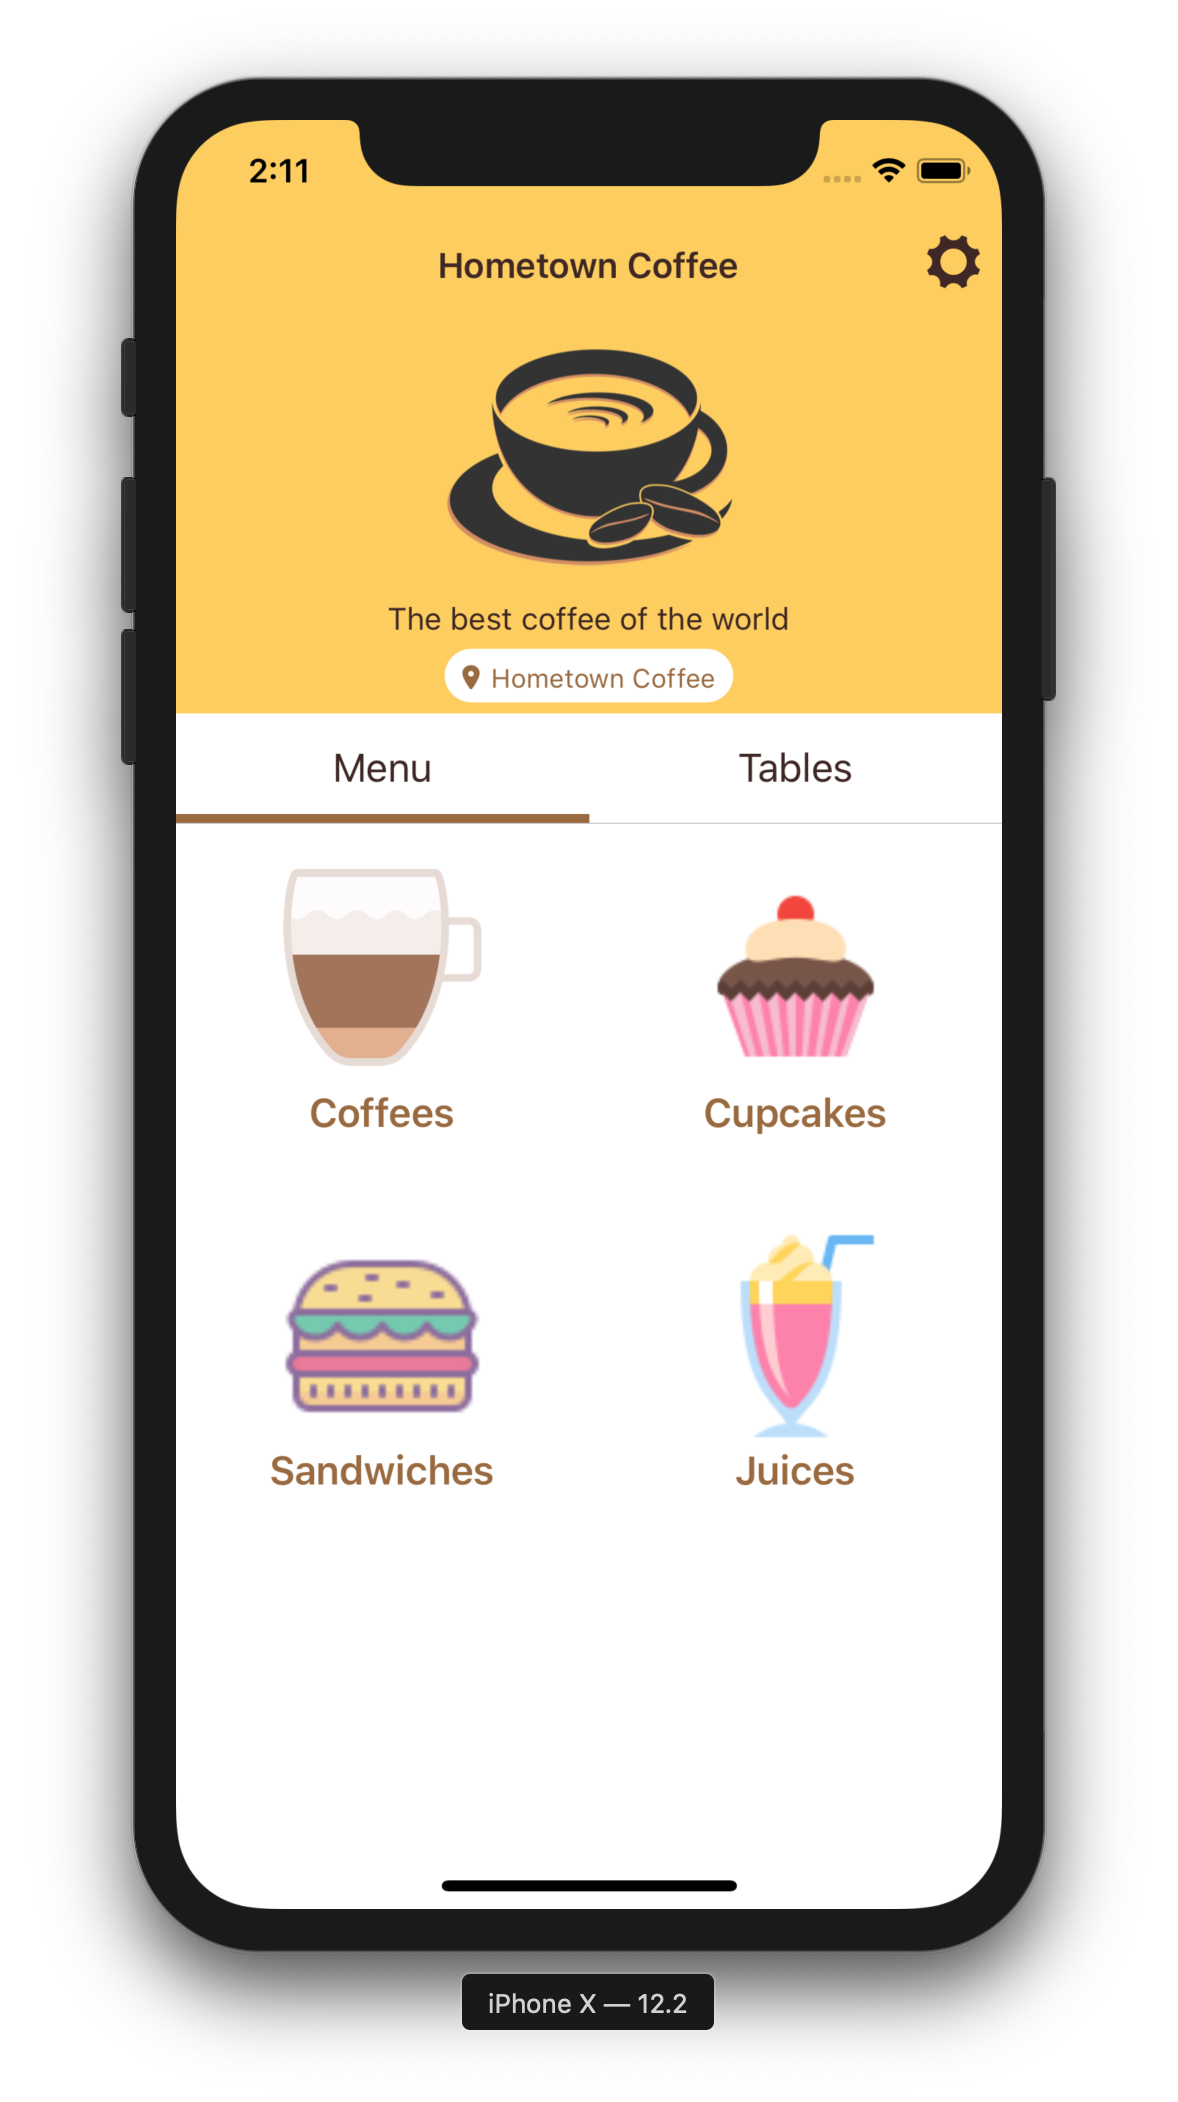 2:11
Hometown Coffee
The best coffee of the world
Hometown Coffee
Menu
Tables
Coffees
Cupcakes
Sandwiches
Juices
iPhone X — 12.2